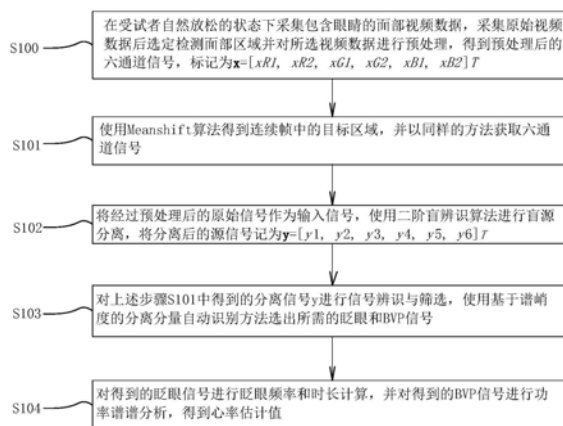 S100
在受试者自然放松的状态下采集包含眼睛的面部视频数据，采集原始视频
数据后选定检测面部区域并对所选视频数据进行预处理，得到预处理后的
六通道信号，标记为x=[xR1, xR2, xG1, xG2, xB1, xB2]T
S101
使用Meanshift算法得到连续帧中的目标区域，并以同样的方法获取六通
道信号
S102
将经过预处理后的原始信号作为输入信号，使用二阶盲辨识算法进行盲源
分离，将分离后的源信号记为y=[y1, y2, y3, y4, y5, y6]T
S103
对上述步骤S101中得到的分离信号y进行信号辨识与筛选，使用基于谱峭
度的分离分量自动识别方法选出所需的眨眼和BVP信号
S104
对得到的眨眼信号进行眨眼频率和时长计算，并对得到的BVP信号进行功
率谱谱分析，得到心率估计值